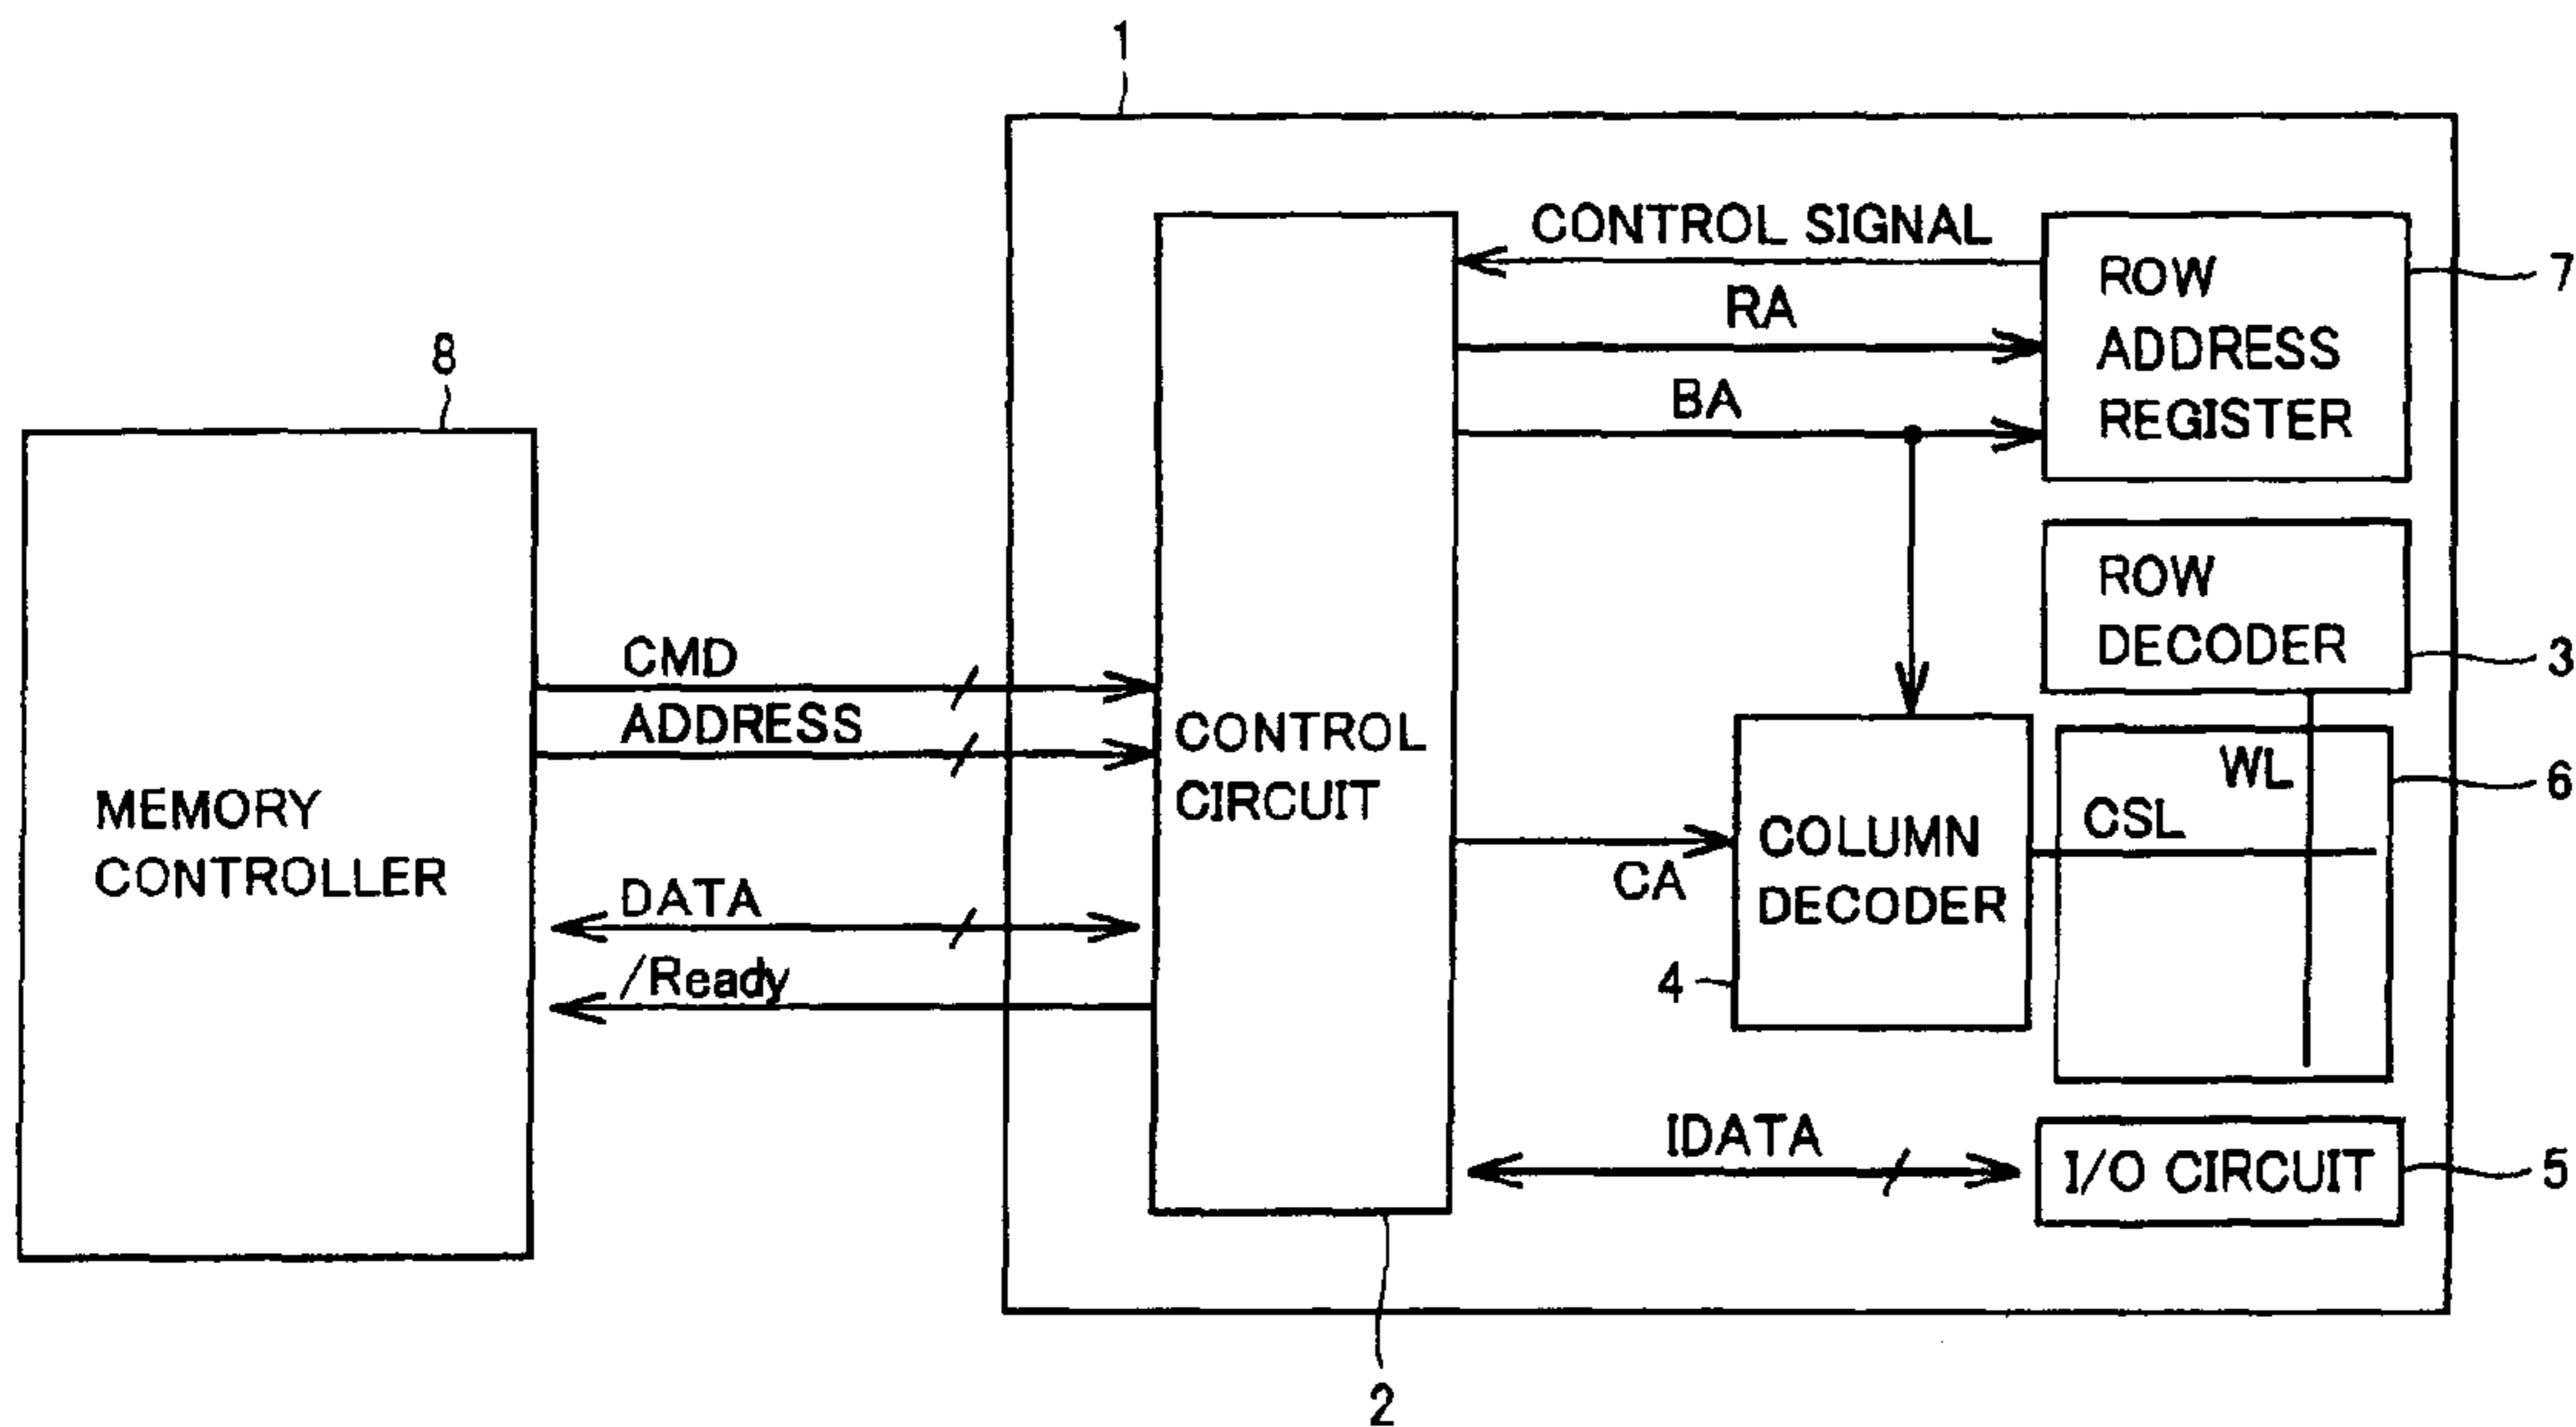 1
CONTROL SIGNAL
ROW
ADDRESS
REGISTER
7
RA
BA
8
ROW
DECODER
3
CMD
ADDRESS
CONTROL
CIRCUIT
MEMORY
CONTROLLER
WL
6
CSL
COLUMN
DECODER
CA
DATA
/Ready
4
IDATA
I/O CIRCUIT
5
2